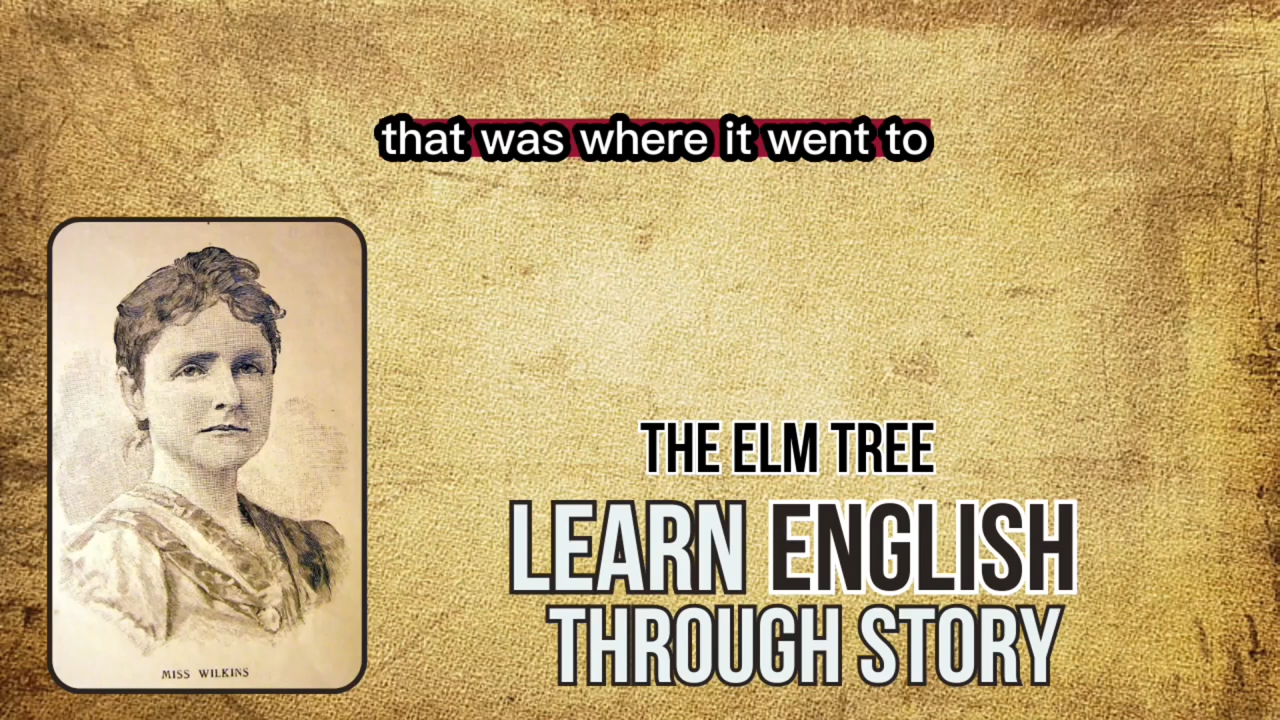 that was where it went to
MISS WILKINS
THE ELM TREE
LEARN ENGLISH
THROUGH STORY